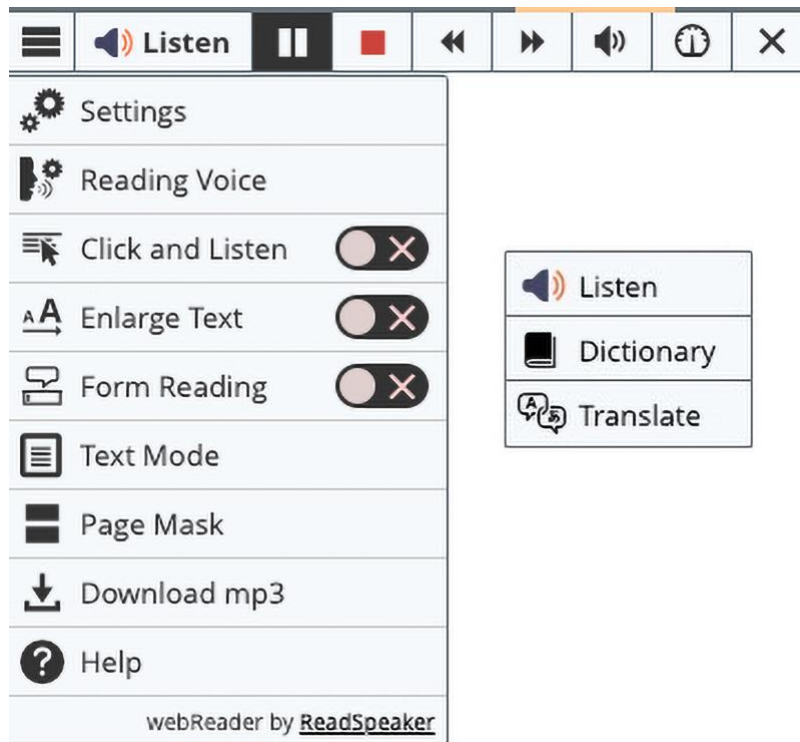 Listen
Settings
Reading Voice
Click and Listen
Enlarge Text
Form Reading
Text Mode
Page Mask
Download mp3
Help
webReader by ReadSpeaker
Listen
Dictionary
Translate